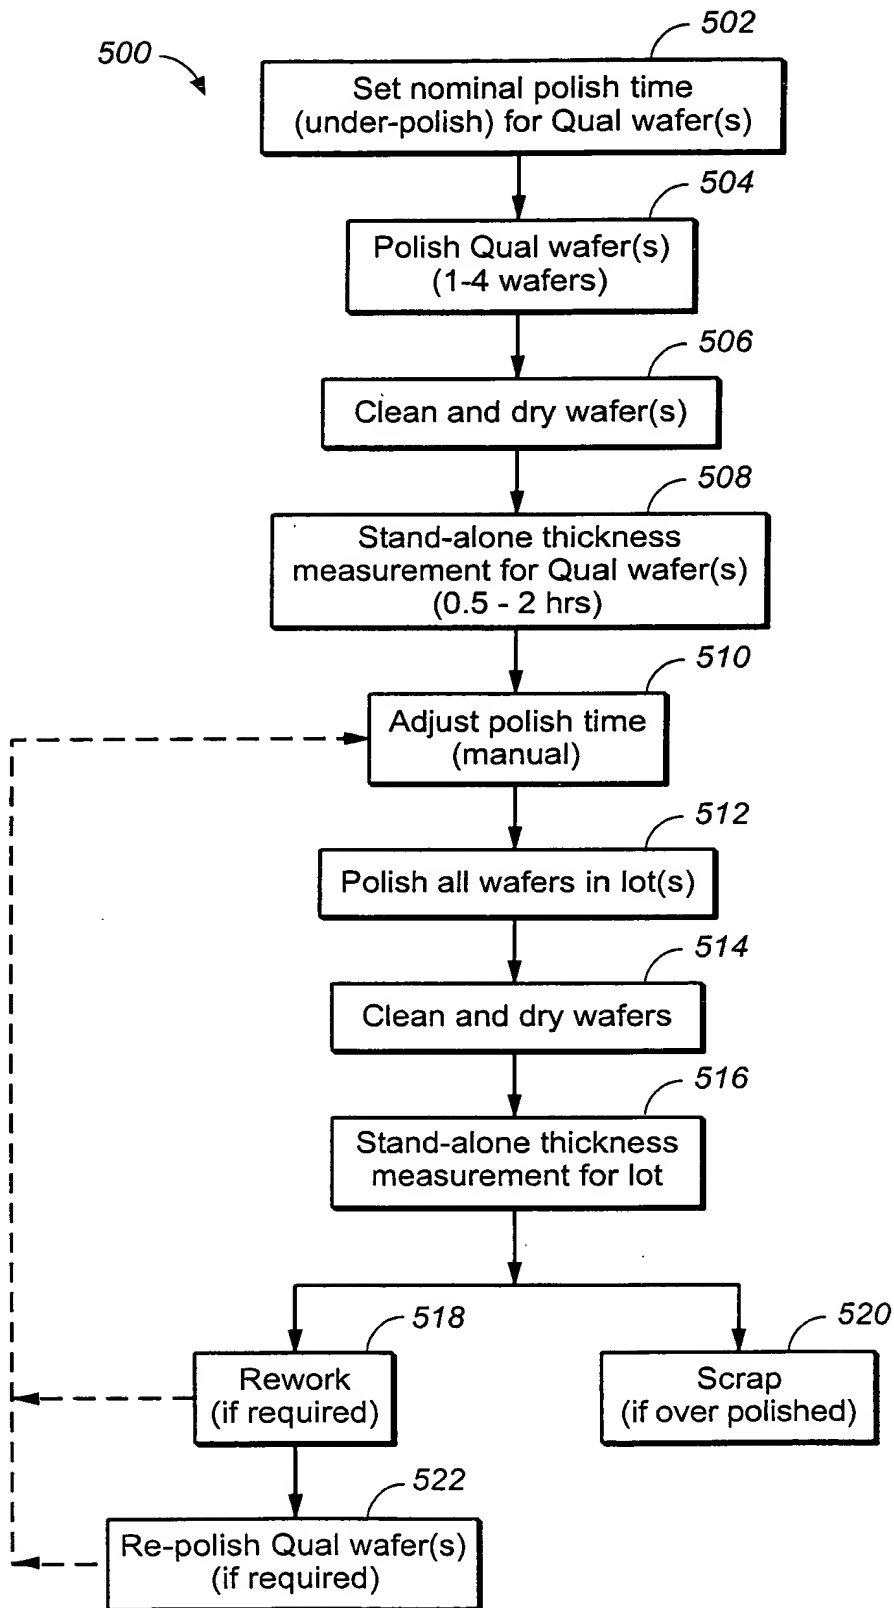 500
502
Set nominal polish time
(under-polish) for Qual wafer(s)
504
Polish Qual wafer(s)
(1-4 wafers)
506
Clean and dry wafer(s)
508
Stand-alone thickness
measurement for Qual wafer(s)
(0.5 - 2 hrs)
510
Adjust polish time
(manual)
512
Polish all wafers in lot(s)
514
Clean and dry wafers
516
Stand-alone thickness
measurement for lot
518
Rework
(if required)
520
Scrap
(if over polished)
522
Re-polish Qual wafer(s)
(if required)